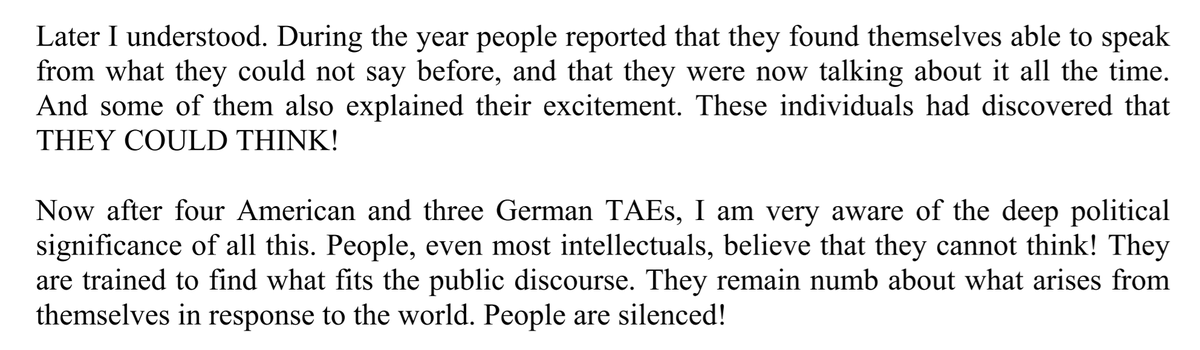 Later I understood. During the year people reported that they found themselves able to speak
from what they could not say before, and that they were now talking about it all the time.
And some of them also explained their excitement. These individuals had discovered that
THEY COULD THINK!
Now after four American and three German TAEs, I am very aware of the deep political
significance of all this. People, even most intellectuals, believe that they cannot think! They
are trained to find what fits the public discourse. They remain numb about what arises from
themselves in response to the world. People are silenced!